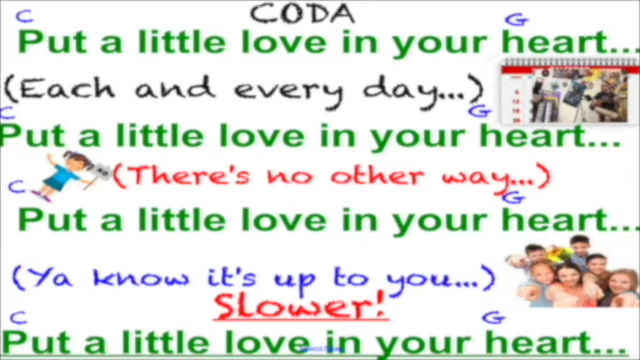 CODA
C G
Put a little love in your heart...
(Each and every day...)
C G
Put a little love in your heart...
(There's no other way...)
C G
Put a little love in your heart...
(Ya know it's up to you...)
Slower!
C G
Put a little love in your heart...